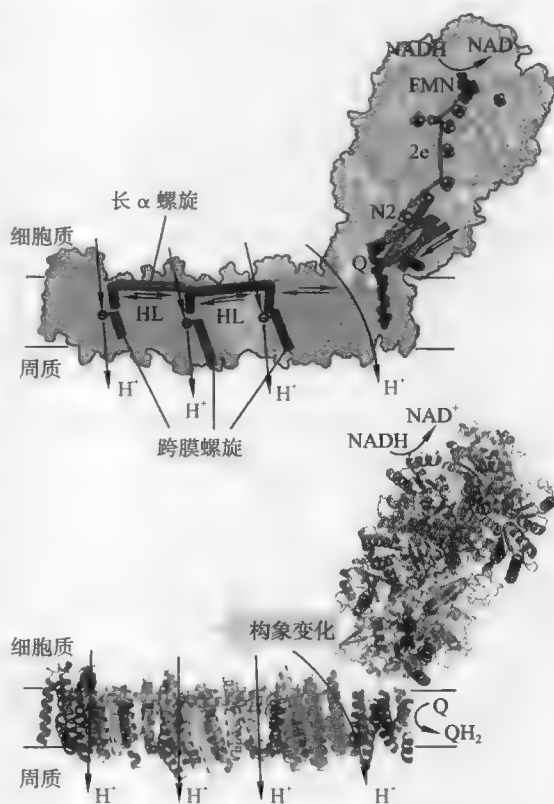 NADH NAD
FMN
2e
N2
长 α 螺旋
细胞质
Q
HL HL
周质
H⁺ H⁺ H⁺ H⁺
跨膜螺旋
NAD⁺
NADH
构象变化
细胞质
Q
QH₂
周质
H⁺ H⁺ H⁺ H⁺